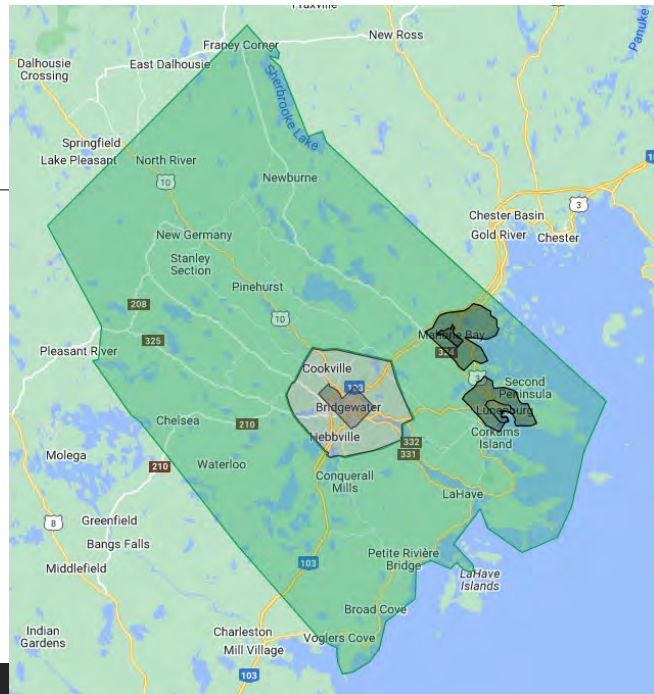 Franey Corner
New Ross
Panuke
Dalhousie
Crossing
East Dalhousie
Sherbrooke
Lake
Springfield
Lake Pleasant
North River
10
Newburne
3
Chester Basin
Gold River
Chester
New Germany
Stanley
Section
Pinehurst
208
10
325
Mahone Bay
324
Pleasant River
3
Cookville
103
Second
Peninsula
Bridgewater
Lunenburg
Chelsea
210
Hebbville
Corkums
Island
332
331
Molega
210
Waterloo
Conquerall
Mills
LaHave
8
Greenfield
Bangs Falls
Middlefield
103
Petite Rivière
Bridge
LaHave
Islands
Broad Cove
Indian
Gardens
Charleston
Voglers Cove
Mill Village
103